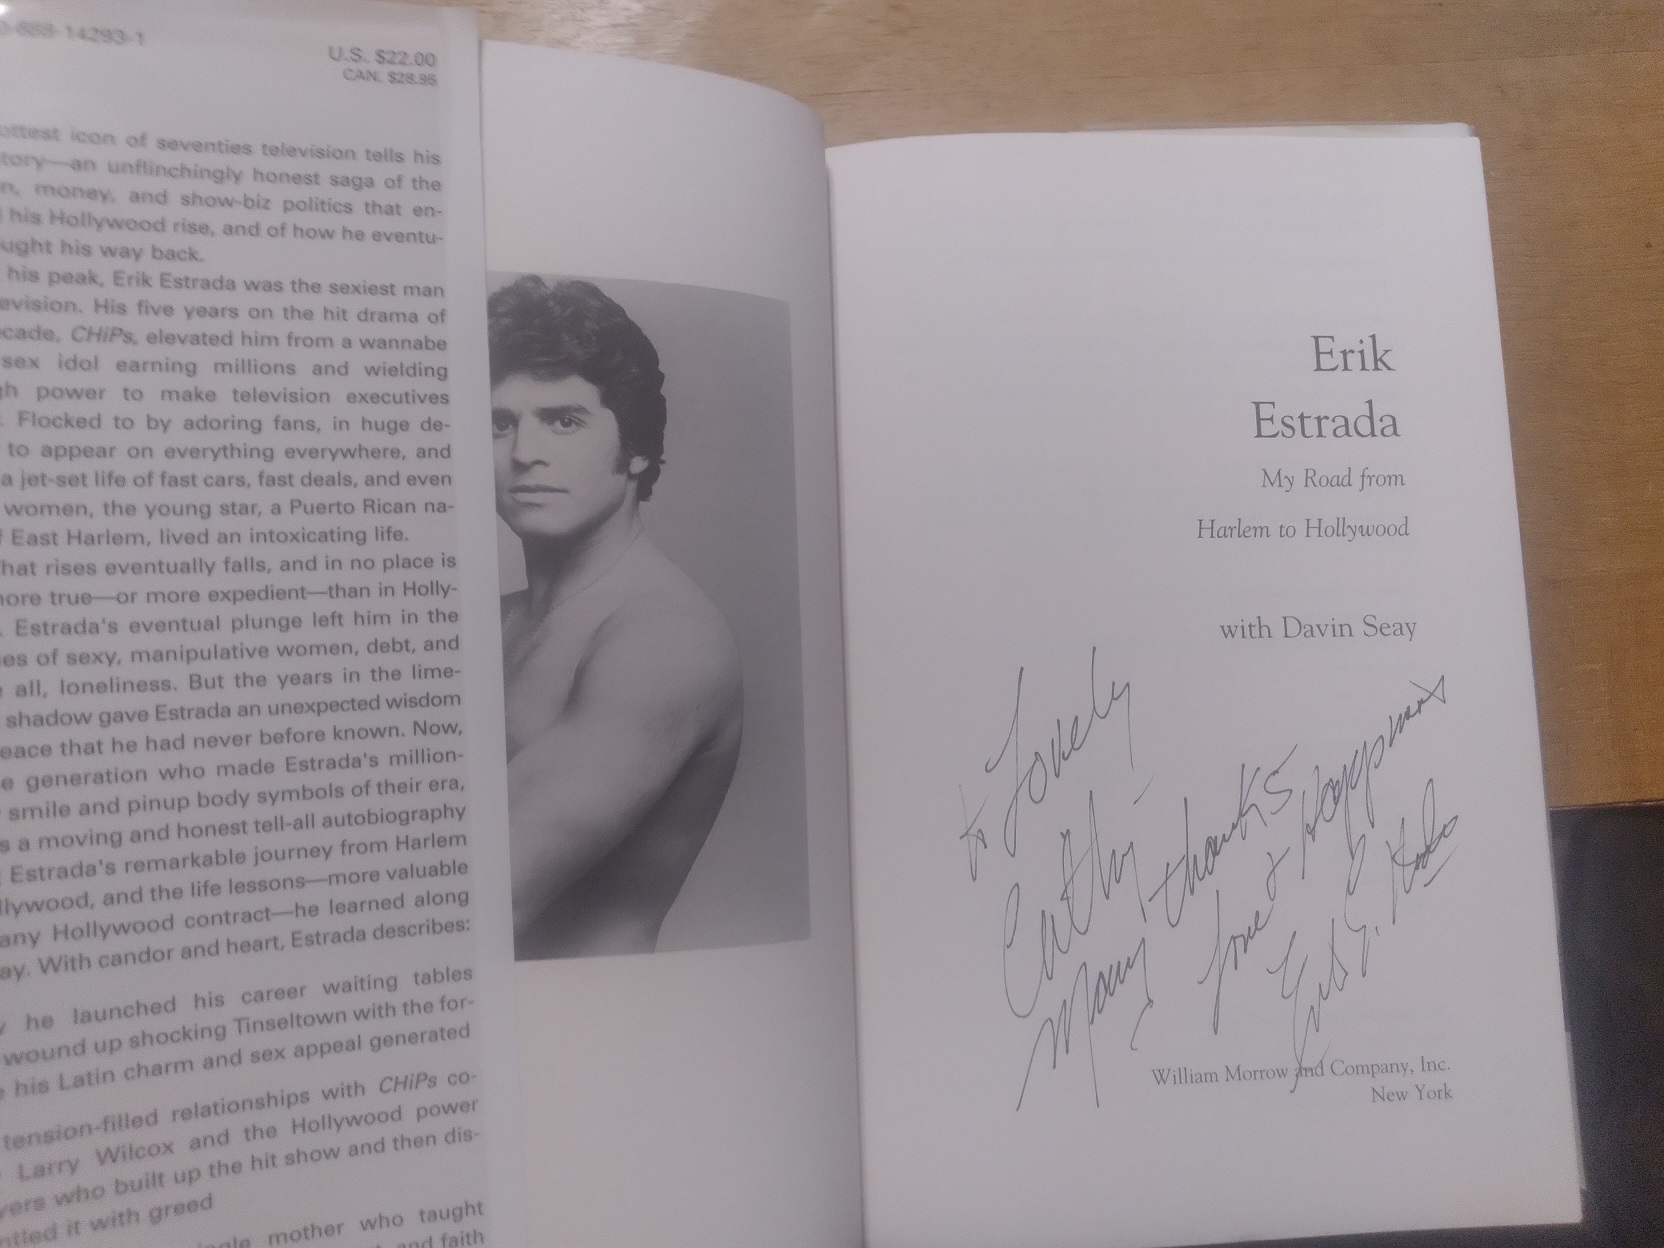 0-688-14293-1
U.S. $22.00
CAN. $28.95
ottest icon of seventies television tells his
tory—an unflinchingly honest saga of the
n, money, and show-biz politics that en-
his Hollywood rise, and of how he eventu-
ught his way back.
his peak, Erik Estrada was the sexiest man
evision. His five years on the hit drama of
cade, CHiPs, elevated him from a wannabe
sex idol earning millions and wielding
gh power to make television executives
. Flocked to by adoring fans, in huge de-
to appear on everything everywhere, and
a jet-set life of fast cars, fast deals, and even
women, the young star, a Puerto Rican na-
f East Harlem, lived an intoxicating life.
hat rises eventually falls, and in no place is
nore true—or more expedient—than in Holly-
. Estrada's eventual plunge left him in the
es of sexy, manipulative women, debt, and
all, loneliness. But the years in the lime-
shadow gave Estrada an unexpected wisdom
eace that he had never before known. Now,
e generation who made Estrada's million-
smile and pinup body symbols of their era,
s a moving and honest tell-all autobiography
Estrada's remarkable journey from Harlem
llywood, and the life lessons—more valuable
any Hollywood contract—he learned along
ay. With candor and heart, Estrada describes:
y he launched his career waiting tables
wound up shocking Tinseltown with the for-
his Latin charm and sex appeal generated
tension-filled relationships with CHiPs co-
Larry Wilcox and the Hollywood power
yers who built up the hit show and then dis-
ntled it with greed
ingle mother who taught
and faith
Erik
Estrada
My Road from
Harlem to Hollywood
with Davin Seay
to Lovely
Cathy
Many thanks
Love & Happiness
William Morrow and Company, Inc.
New York